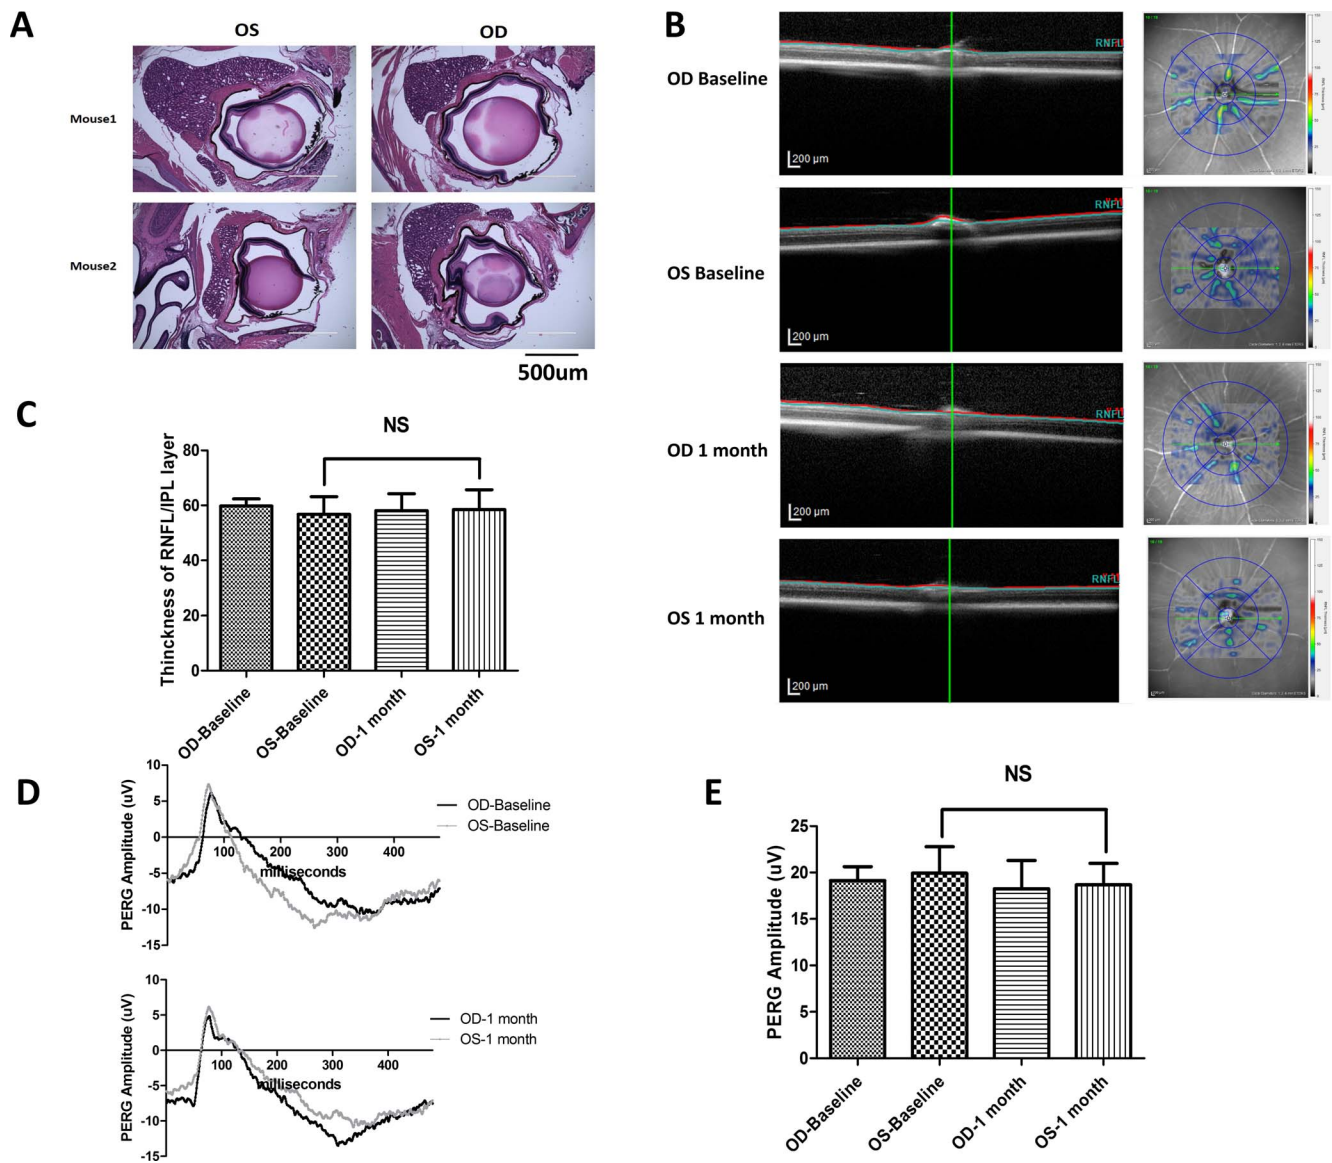 A
OS
OD
Mouse1
Mouse2
500um
B
OD Baseline
RNFL
200 µm
OS Baseline
RNFL
200 µm
OD 1 month
RNFL
200 µm
OS 1 month
RNFL
200 µm
C
NS
Thinckness of RNFL/IPL layer
80
60
40
20
0
OD-Baseline
OS-Baseline
OD-1 month
OS-1 month
D
PERG Amplitude (uV)
10
5
0
-5
-10
-15
100
200
300
400
milliseconds
OD-Baseline
OS-Baseline
PERG Amplitude (uV)
10
5
0
-5
-10
-15
100
200
300
400
milliseconds
OD-1 month
OS-1 month
E
NS
PERG Amplitude (uV)
25
20
15
10
5
0
OD-Baseline
OS-Baseline
OD-1 month
OS-1 month